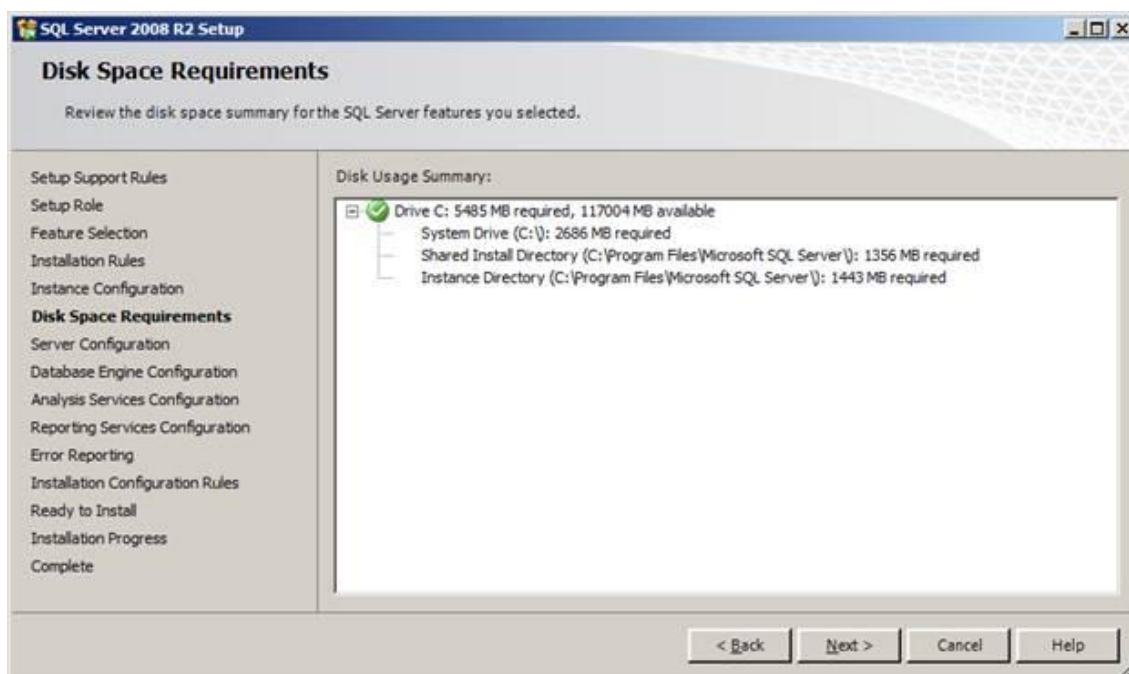 SQL Server 2008 R2 Setup
Disk Space Requirements
Review the disk space summary for the SQL Server features you selected.
Setup Support Rules
Setup Role
Feature Selection
Installation Rules
Instance Configuration
Disk Space Requirements
Server Configuration
Database Engine Configuration
Analysis Services Configuration
Reporting Services Configuration
Error Reporting
Installation Configuration Rules
Ready to Install
Installation Progress
Complete
Disk Usage Summary:
Drive C: 5485 MB required, 117004 MB available
System Drive (C:\): 2686 MB required
Shared Install Directory (C:\Program Files\Microsoft SQL Server\): 1356 MB required
Instance Directory (C:\Program Files\Microsoft SQL Server\): 1443 MB required
< Back
Next >
Cancel
Help